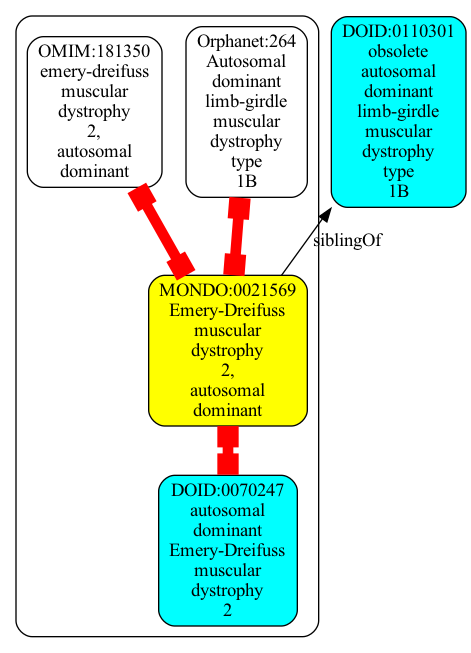 OMIM:181350
emery-dreifuss
muscular
dystrophy
2,
autosomal
dominant
Orphanet:264
Autosomal
dominant
limb-girdle
muscular
dystrophy
type
1B
DOID:0110301
obsolete
autosomal
dominant
limb-girdle
muscular
dystrophy
type
1B
siblingOf
MONDO:0021569
Emery-Dreifuss
muscular
dystrophy
2,
autosomal
dominant
DOID:0070247
autosomal
dominant
Emery-Dreifuss
muscular
dystrophy
2